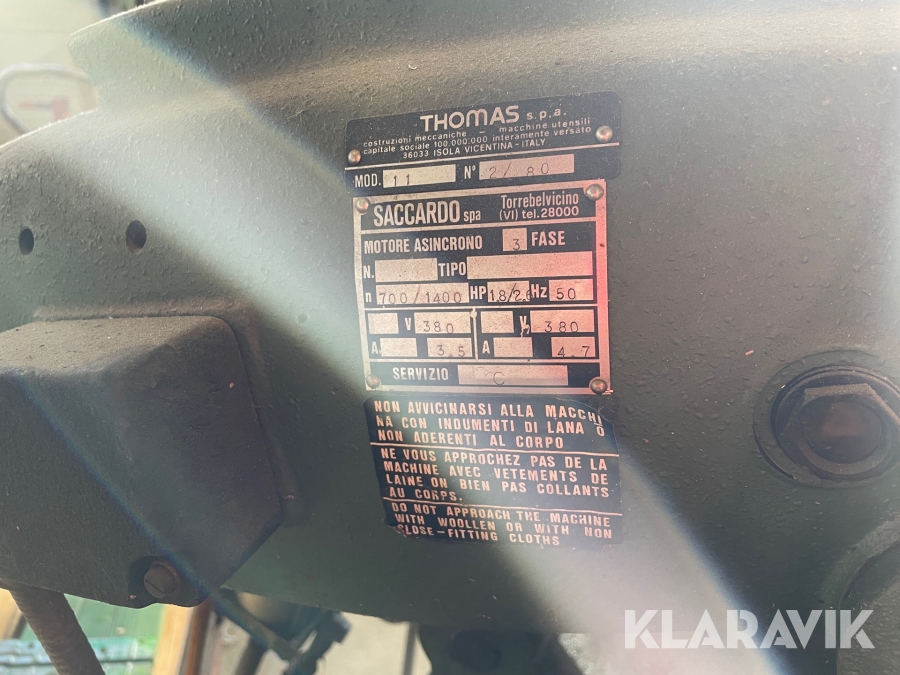 THOMAS s.p.a.
costruzioni meccaniche - macchine utensili
capitale sociale 100.000.000 interamente versato
36033 ISOLA VICENTINA - ITALY
MOD. 11 N° 2/80
SACCARDO spa Torrebelvicino (VI) tel.28000
MOTORE ASINCRONO 3 FASE
N. TIPO
n 700/1400 HP 18/26 Hz 50
V 380 V 380
A 3.5 A 4.7
SERVIZIO C
NON AVVICINARSI ALLA MACCHI
NA CON INDUMENTI DI LANA O
NON ADERENTI AL CORPO
NE VOUS APPROCHEZ PAS DE LA
MACHINE AVEC VETEMENTS DE
LAINE ON BIEN PAS COLLANTS
AU CORPS.
DO NOT APPROACH THE MACHINE
WITH WOOLLEN OR WITH NON
CLOSE-FITTING CLOTHS
KLARAVIK